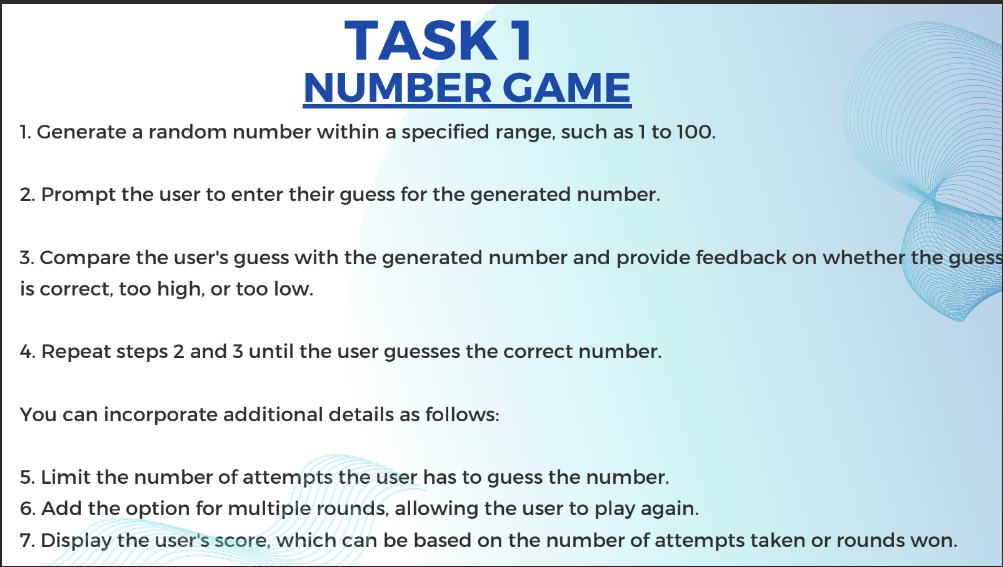 TASK 1
NUMBER GAME
1. Generate a random number within a specified range, such as 1 to 100.
2. Prompt the user to enter their guess for the generated number.
3. Compare the user's guess with the generated number and provide feedback on whether the guess
is correct, too high, or too low.
4. Repeat steps 2 and 3 until the user guesses the correct number.
You can incorporate additional details as follows:
5. Limit the number of attempts the user has to guess the number.
6. Add the option for multiple rounds, allowing the user to play again.
7. Display the user's score, which can be based on the number of attempts taken or rounds won.